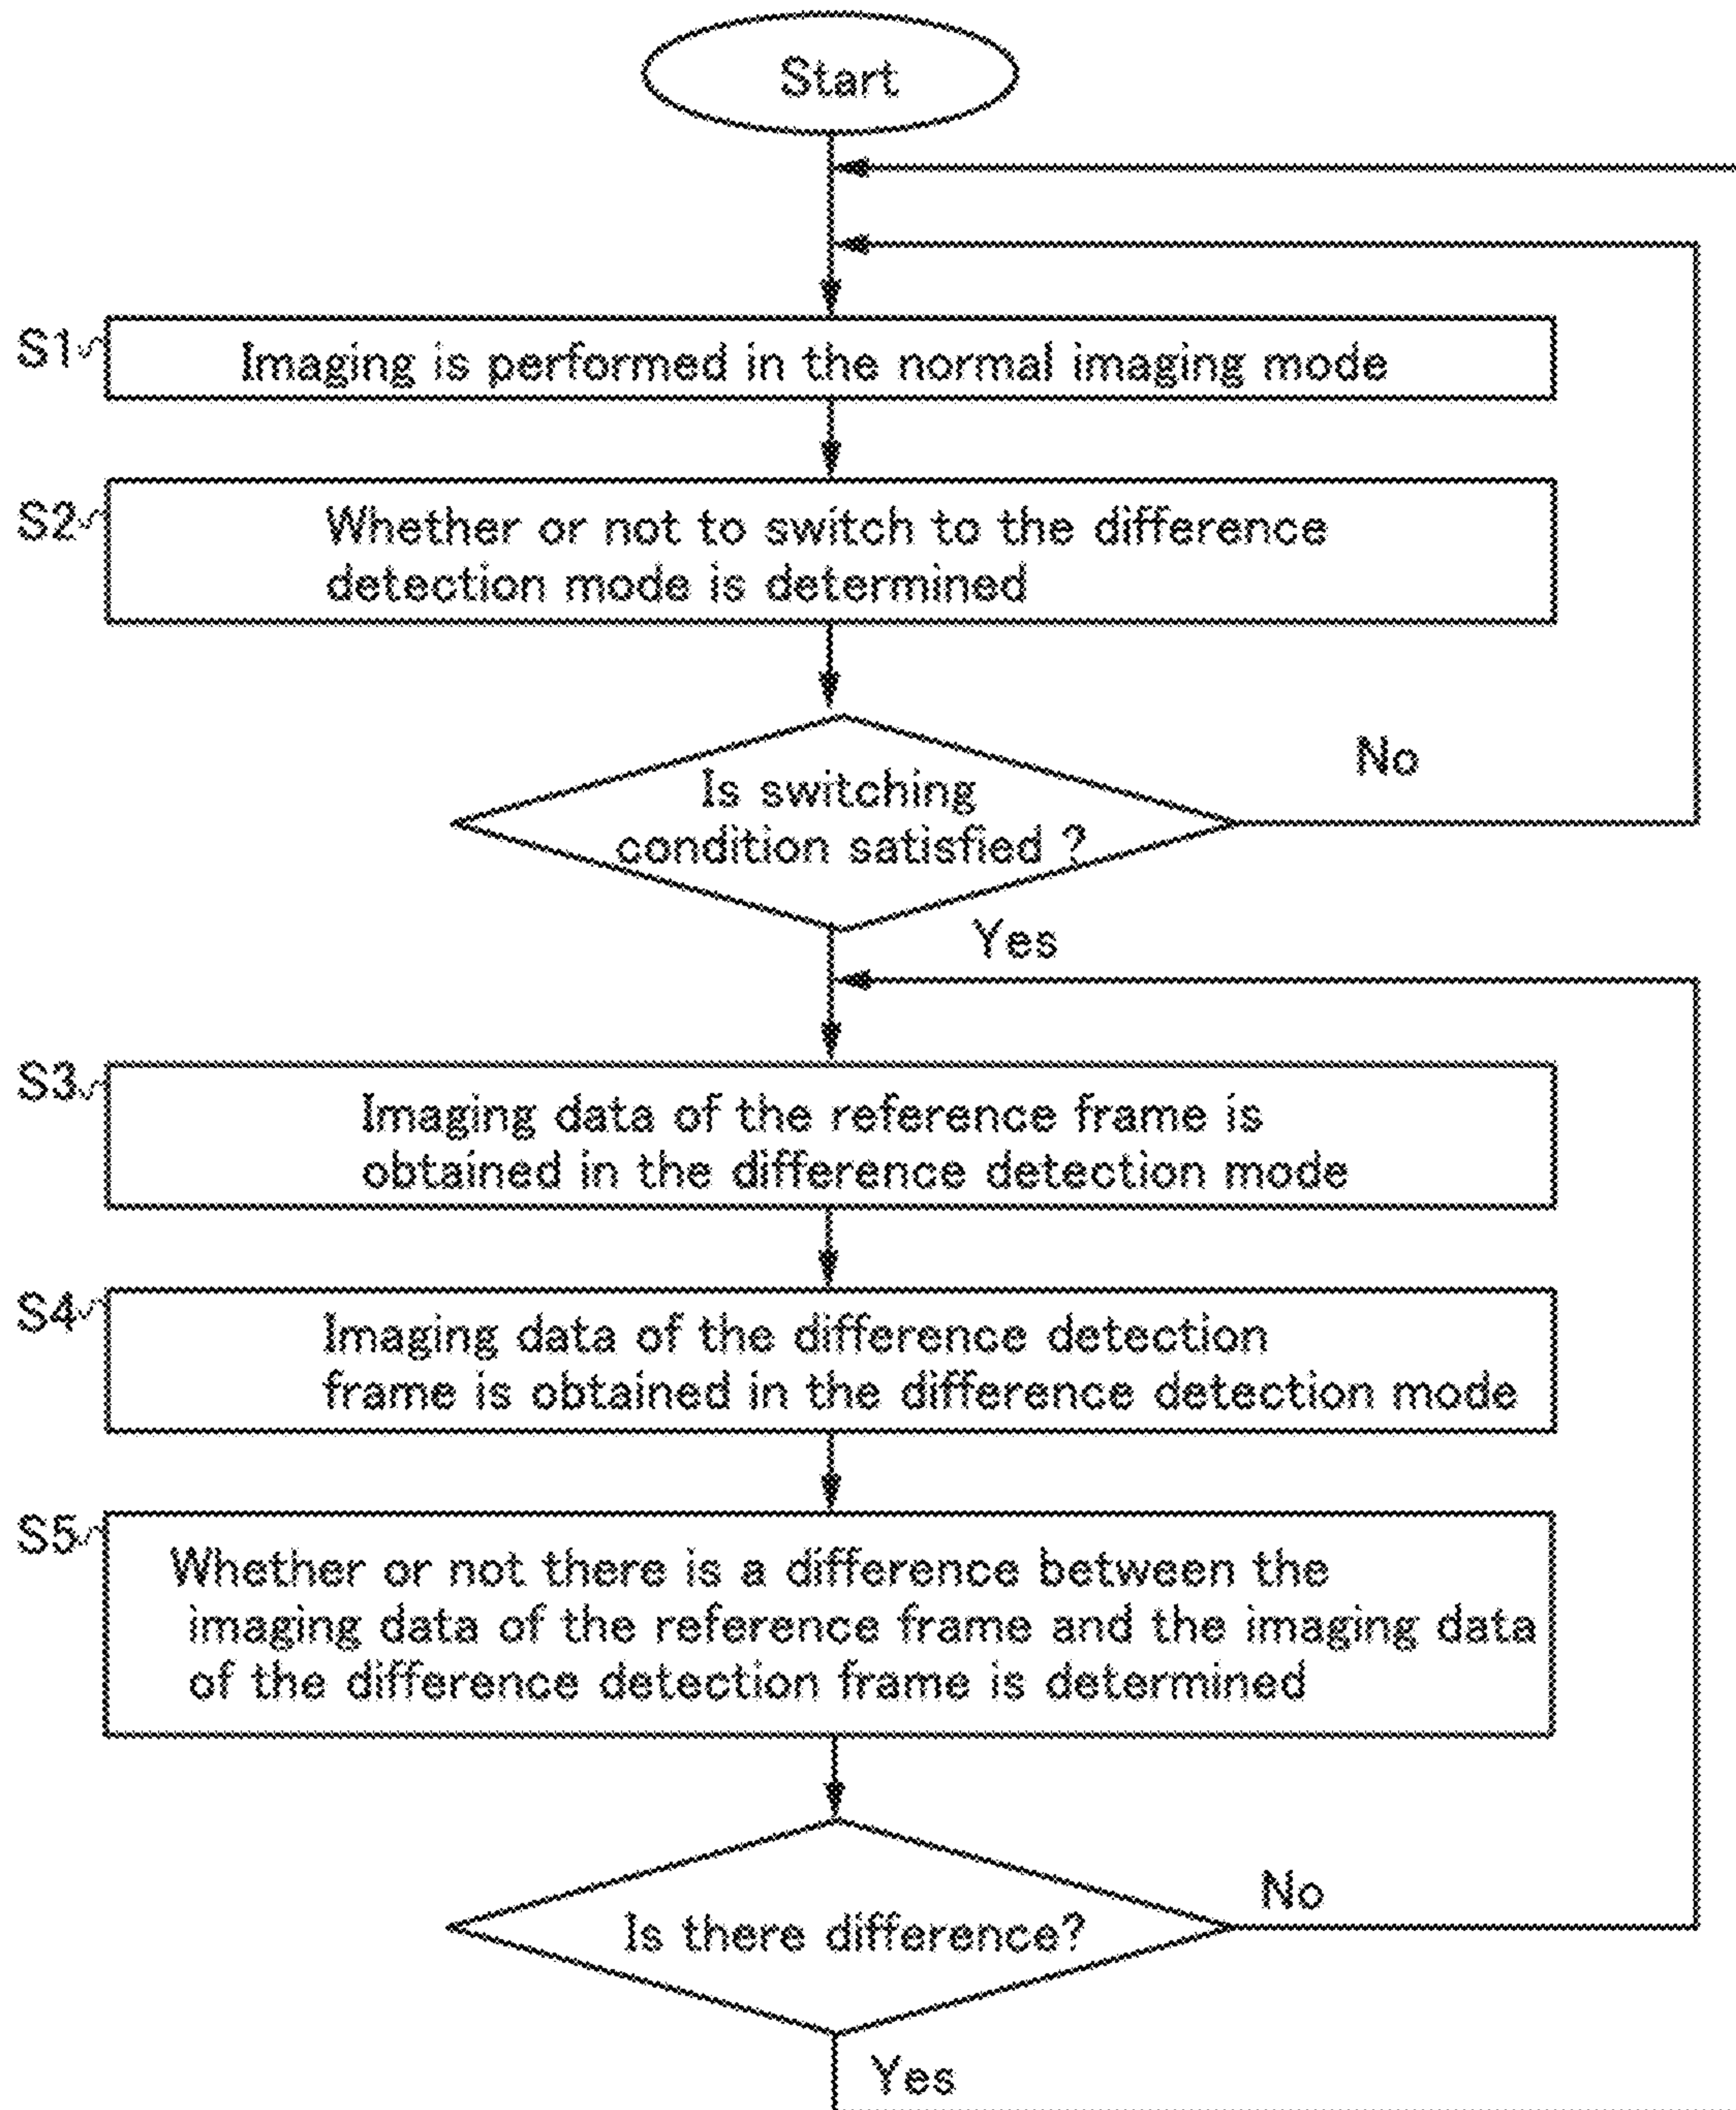 Start
S1
Imaging is performed in the normal imaging mode
S2
Whether or not to switch to the difference
detection mode is determined
Is switching
condition satisfied ?
No
Yes
S3
Imaging data of the reference frame is
obtained in the difference detection mode
S4
Imaging data of the difference detection
frame is obtained in the difference detection mode
S5
Whether or not there is a difference between the
imaging data of the reference frame and the imaging data
of the difference detection frame is determined
Is there difference?
No
Yes